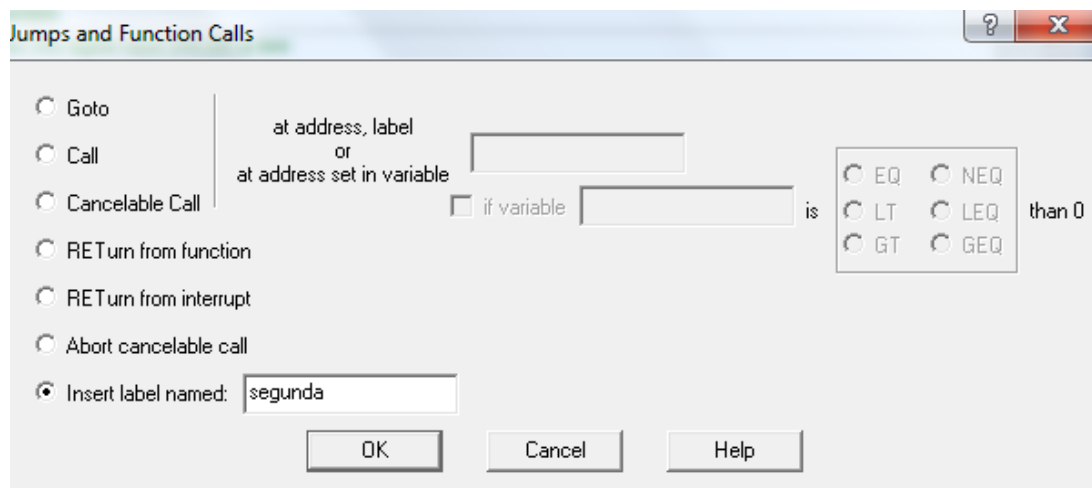 Jumps and Function Calls
Goto
Call
Cancelable Call
RETurn from function
RETurn from interrupt
Abort cancelable call
Insert label named: segunda
at address, label
or
at address set in variable
if variable
is
EQ NEQ
LT LEQ
GT GEQ
than 0
OK Cancel Help